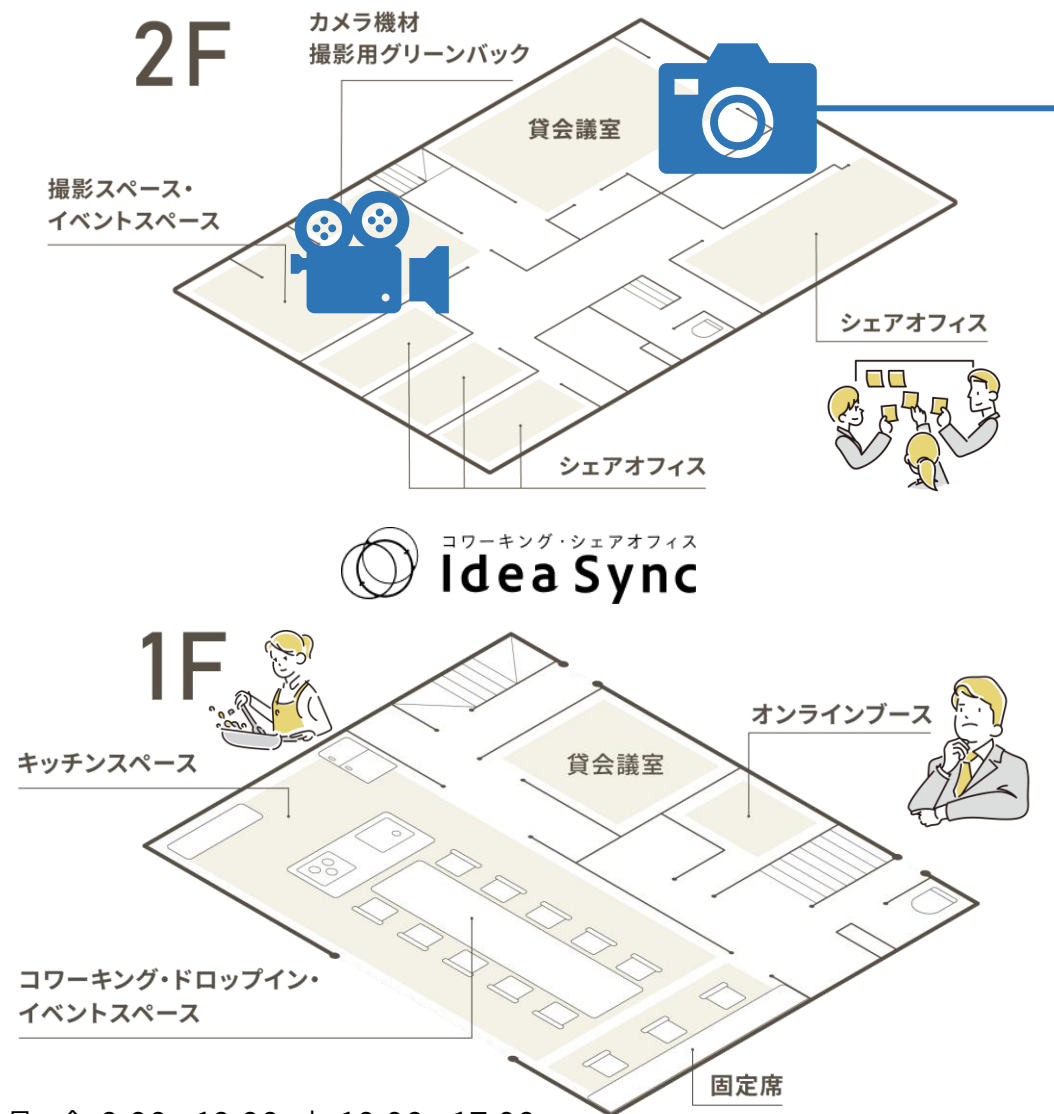 2F
カメラ機材
撮影用グリーンバック
貸会議室
撮影スペース・
イベントスペース
シェアオフィス
シェアオフィス
コワーキング・シェアオフィス
Idea Sync
1F
オンラインブース
キッチンスペース
貸会議室
コワーキング・ドロップイン・
イベントスペース
固定席